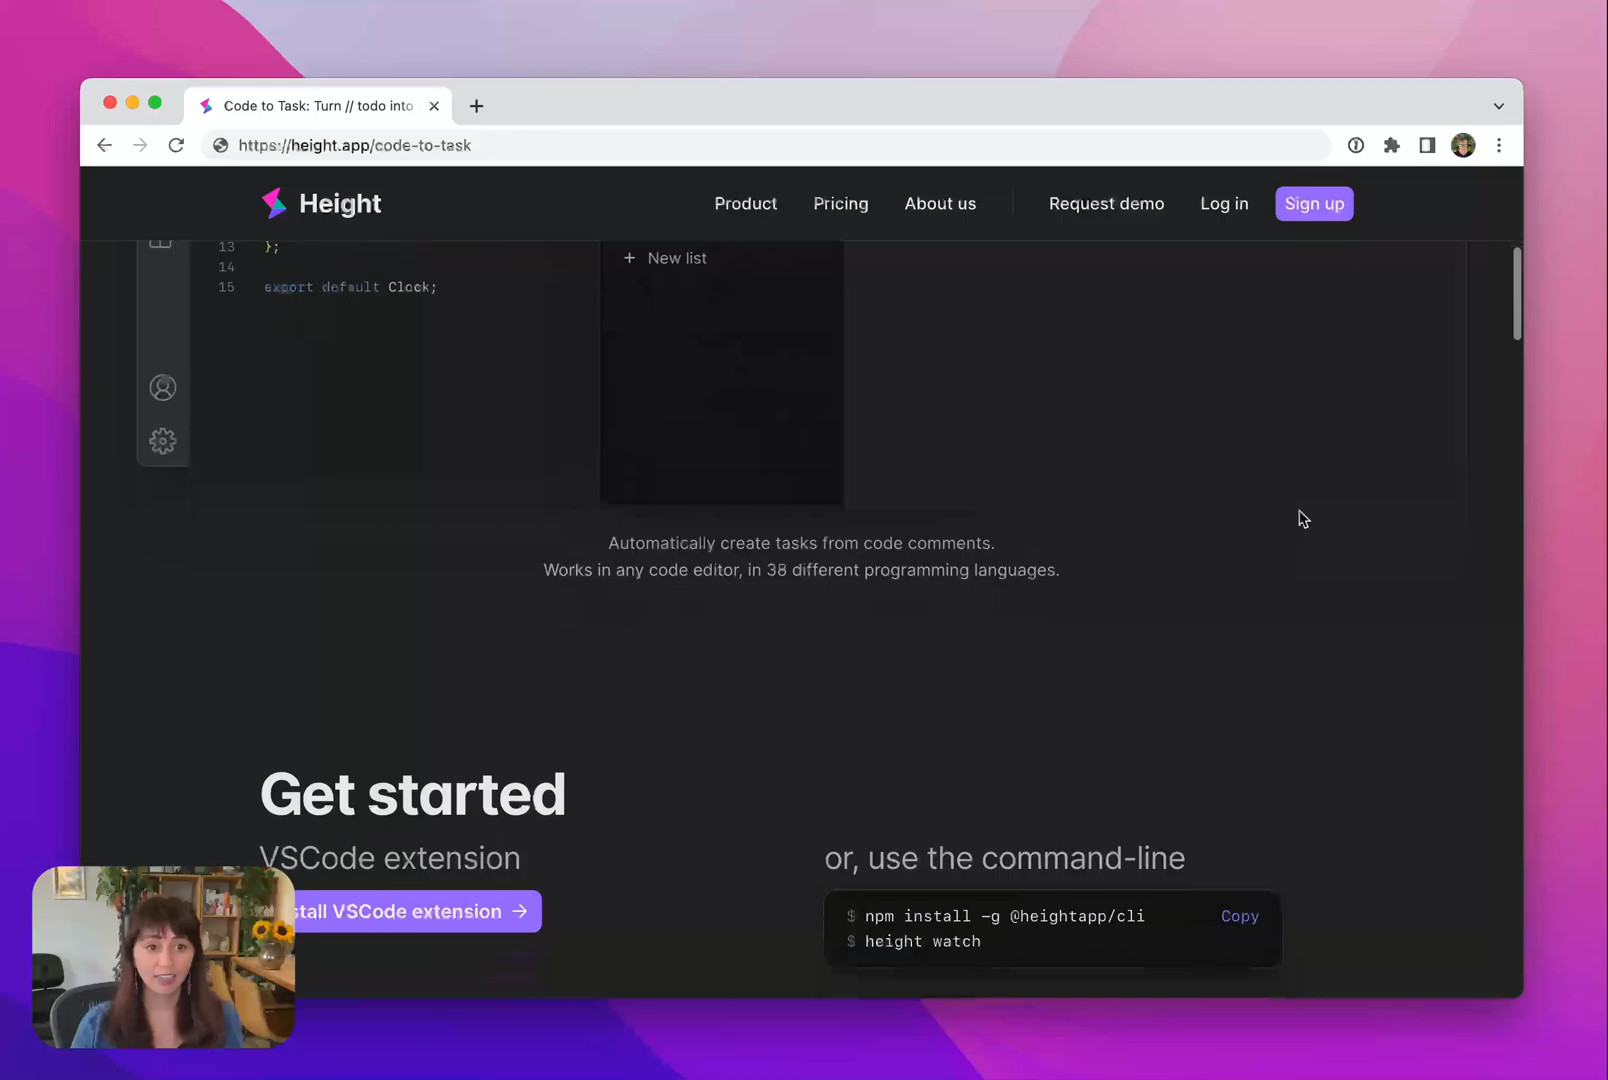 Code to Task: Turn // todo into
https://height.app/code-to-task
Height
Product
Pricing
About us
Request demo
Log in
Sign up
13 };
14
15 export default Clock;
+ New list
Automatically create tasks from code comments.
Works in any code editor, in 38 different programming languages.
Get started
VSCode extension
or, use the command-line
stall VSCode extension →
$ npm install -g @heightapp/cli
Copy
$ height watch